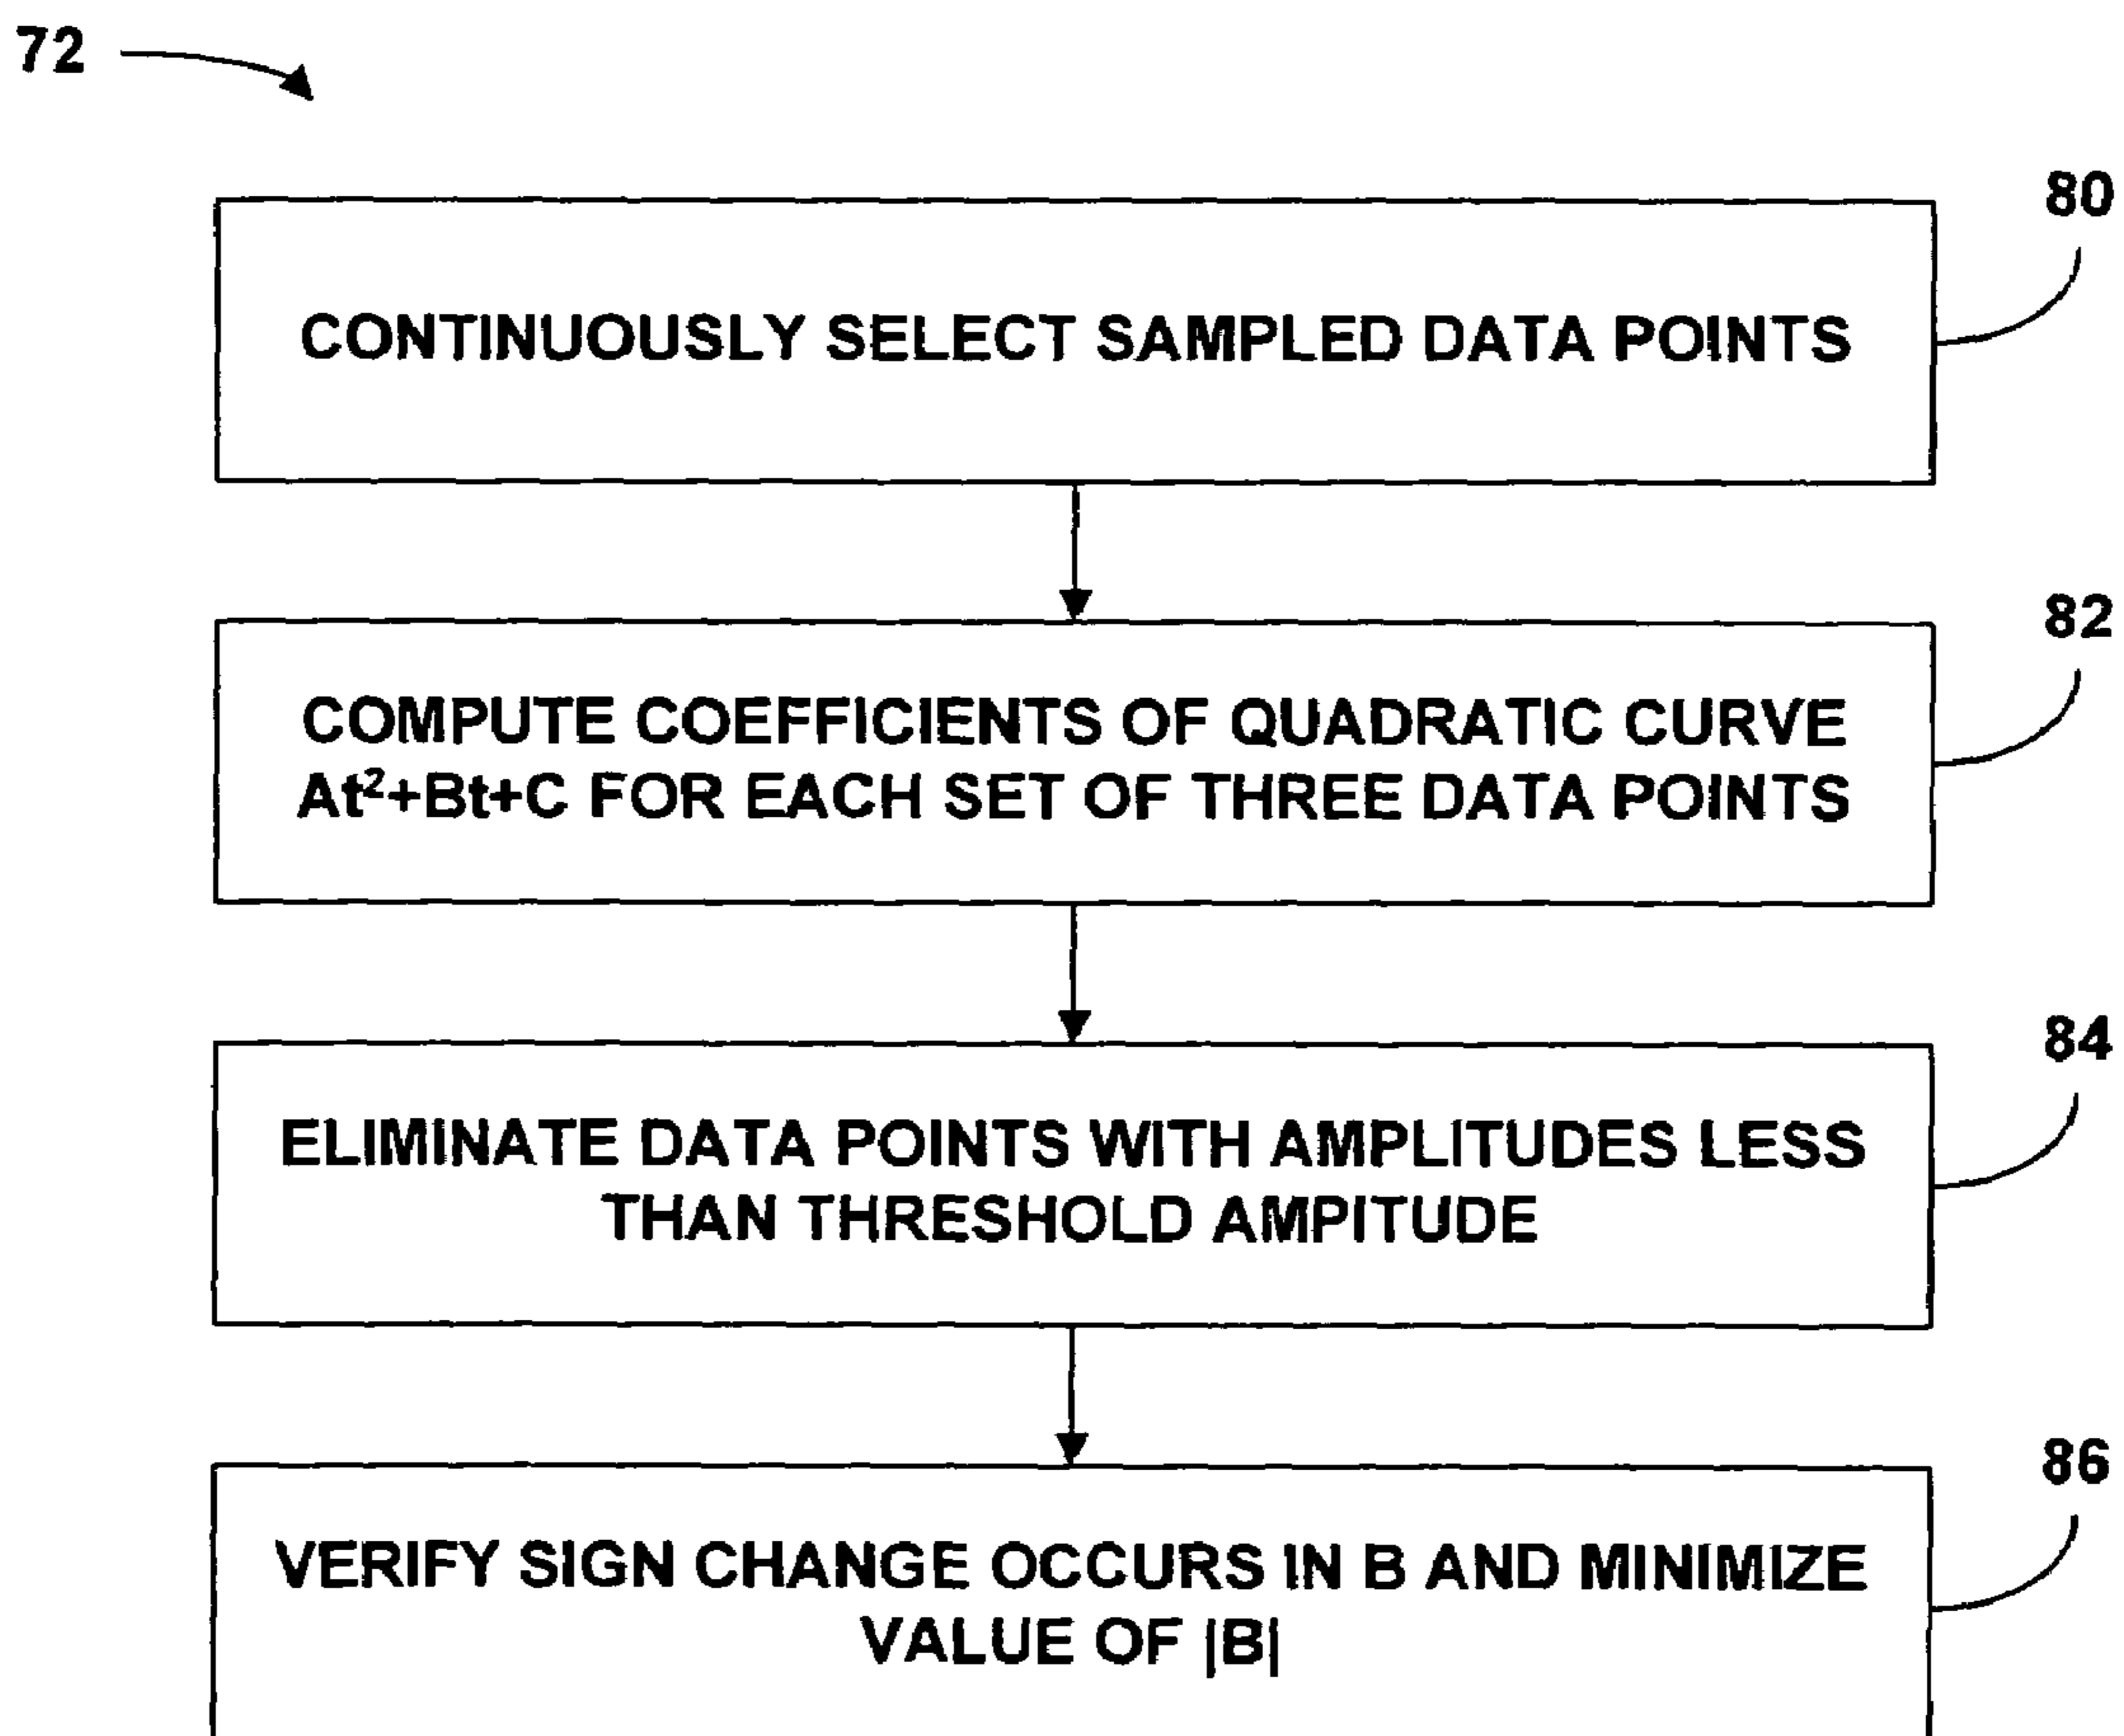 72
80
CONTINUOUSLY SELECT SAMPLED DATA POINTS
82
COMPUTE COEFFICIENTS OF QUADRATIC CURVE
At²+Bt+C FOR EACH SET OF THREE DATA POINTS
84
ELIMINATE DATA POINTS WITH AMPLITUDES LESS
THAN THRESHOLD AMPITUDE
86
VERIFY SIGN CHANGE OCCURS IN B AND MINIMIZE
VALUE OF |B|